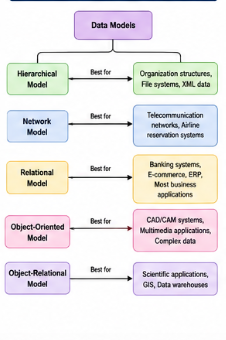 Data Models
Hierarchical
Model
Best for
Organization structures,
File systems, XML data
Network
Model
Best for
Telecommunication
networks, Airline
reservation systems
Relational
Model
Best for
Banking systems,
E-commerce, ERP,
Most business
applications
Object-Oriented
Model
Best for
CAD/CAM systems,
Multimedia applications,
Complex data
Object-Relational
Model
Best for
Scientific applications,
GIS, Data warehouses